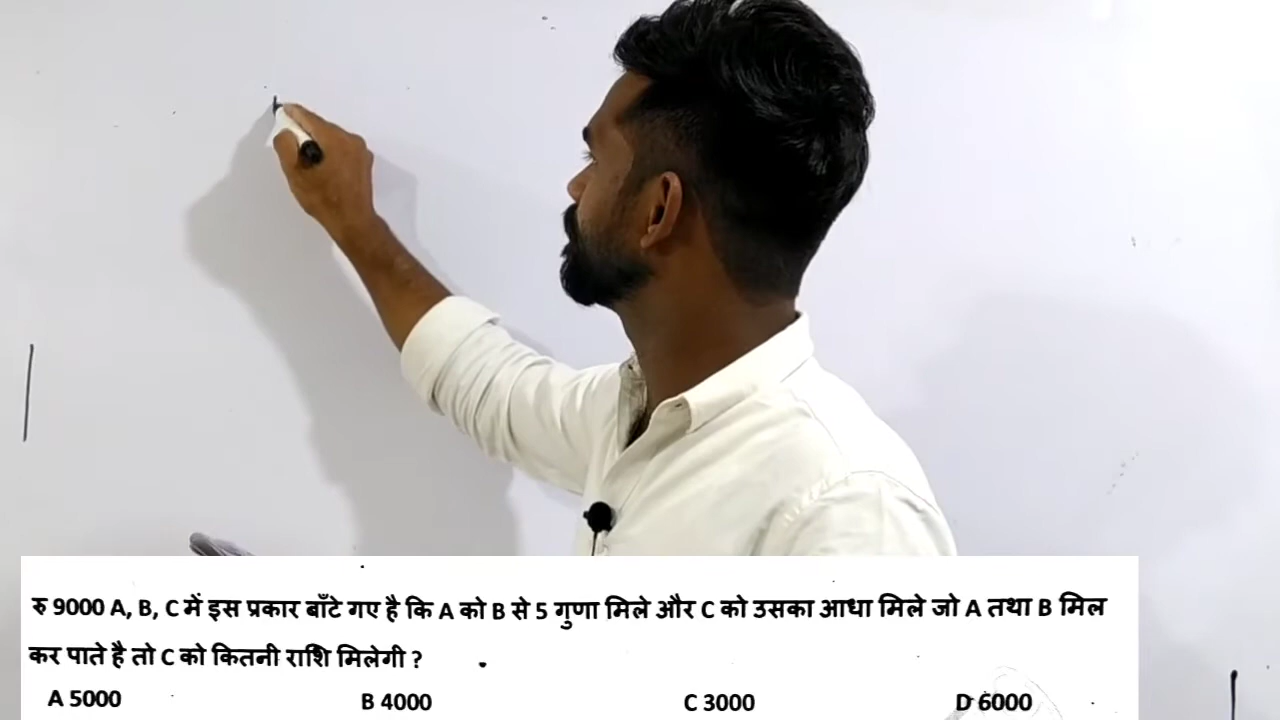 रु 9000 A, B, C में इस प्रकार बाँटे गए है कि A को B से 5 गुणा मिले और C को उसका आधा मिले जो A तथा B मिल
कर पाते है तो C को कितनी राशि मिलेगी ?
A 5000 B 4000 C 3000 D 6000